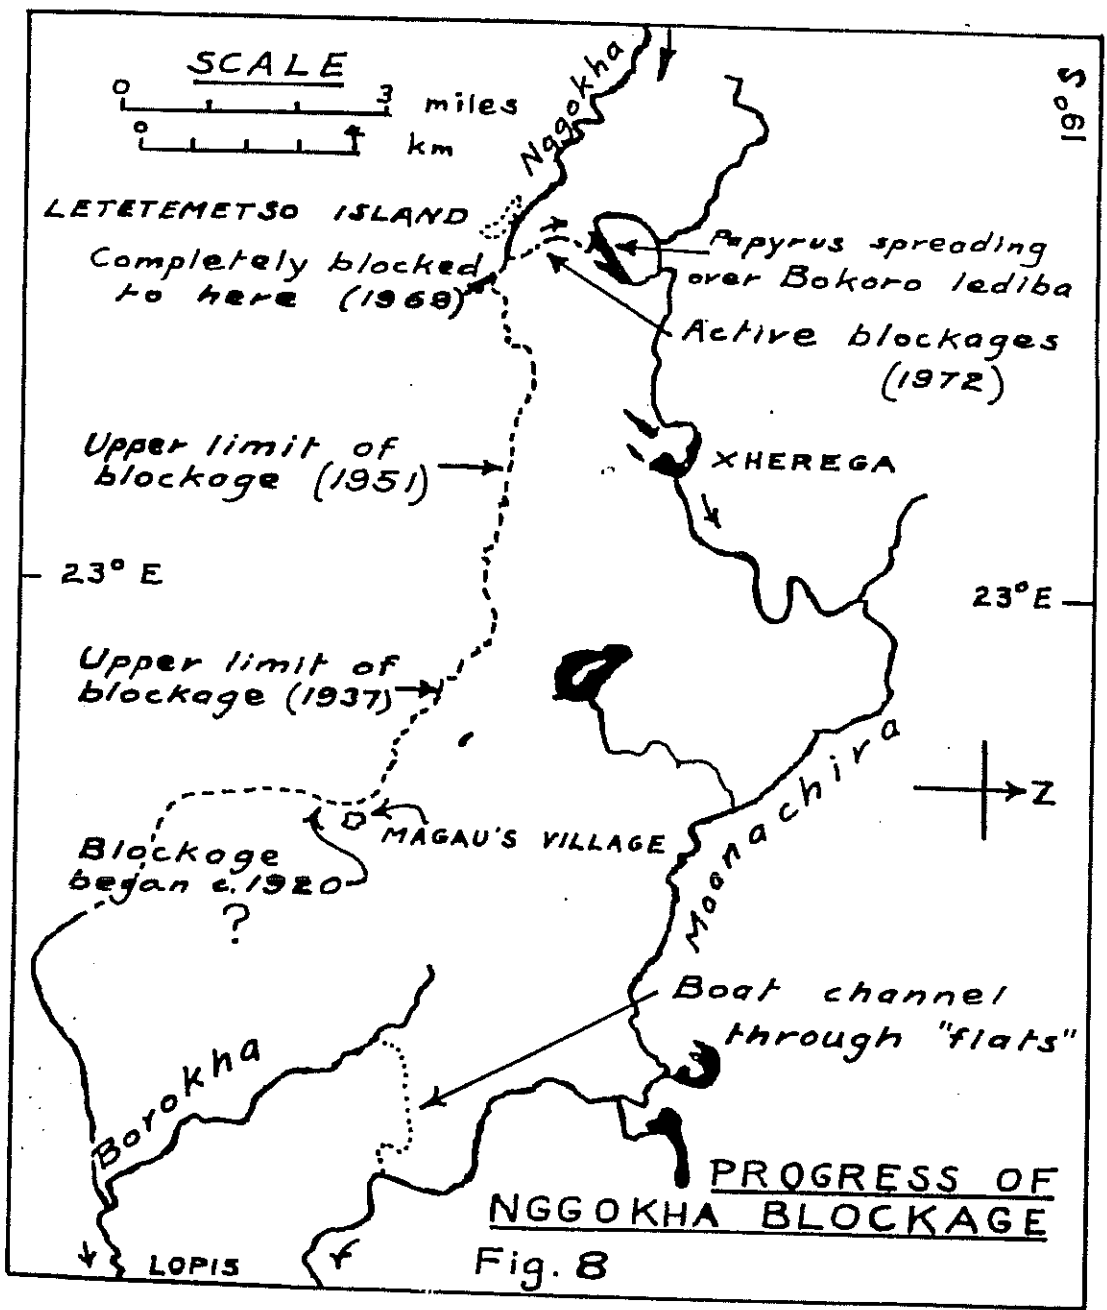 SCALE
0 3 miles
0 4 km
Nggokha
19° S
LETETEMETSO ISLAND
Completely blocked
to here (1968)
Papyrus spreading
over Bokoro lediba
Active blockages
(1972)
Upper limit of
blockage (1951)
XHEREGA
23° E
23° E
Upper limit of
blockage (1937)
Moanachira
N
MAGAU'S VILLAGE
Blockage
began c.1920
?
Boat channel
through "flats"
Borokha
PROGRESS OF
NGGOKHA BLOCKAGE
LOPIS
Fig. 8